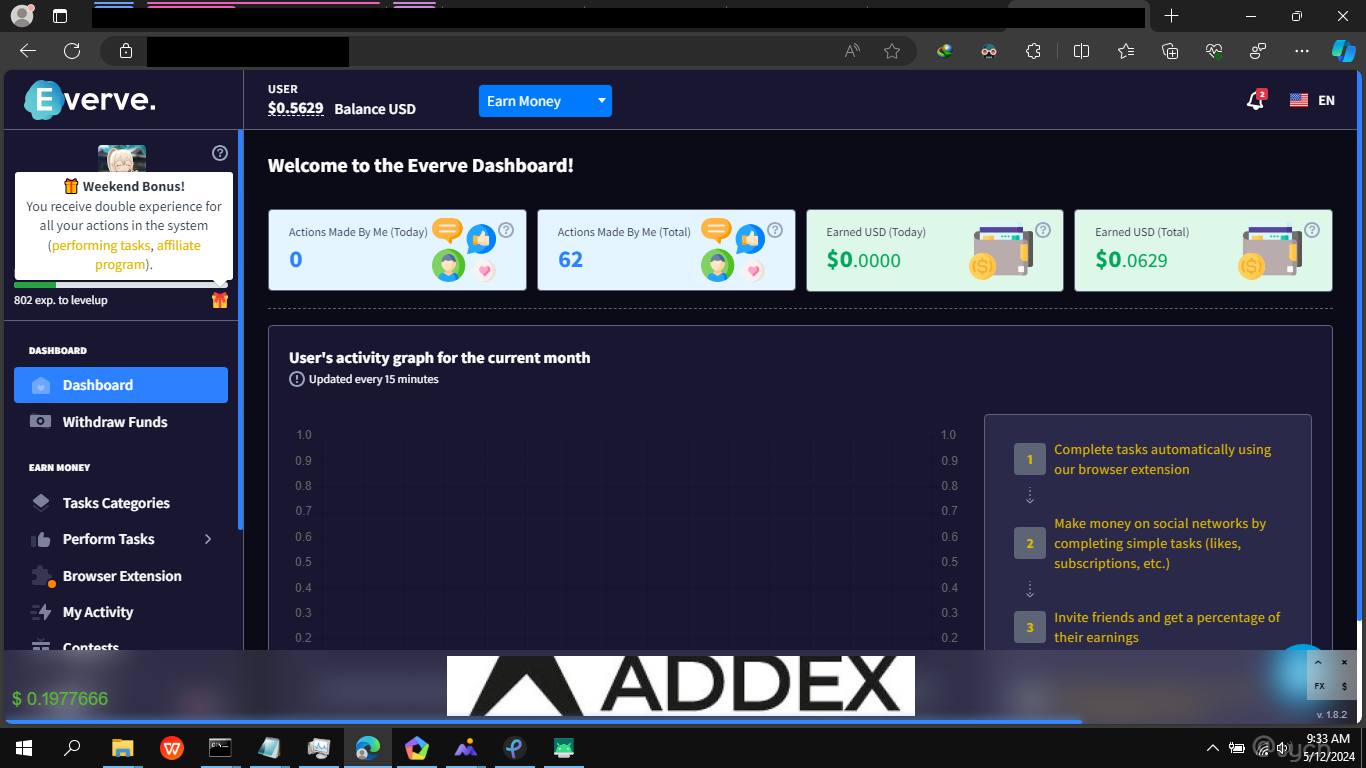 Everve.
USER
$0.5629 Balance USD
Earn Money
2
EN
Welcome to the Everve Dashboard!
🎁 Weekend Bonus!
You receive double experience for
all your actions in the system
(performing tasks, affiliate
program).
802 exp. to levelup
Actions Made By Me (Today)
0
Actions Made By Me (Total)
62
Earned USD (Today)
$0.0000
Earned USD (Total)
$0.0629
DASHBOARD
Dashboard
Withdraw Funds
EARN MONEY
Tasks Categories
Perform Tasks
Browser Extension
My Activity
Contests
User's activity graph for the current month
Updated every 15 minutes
1.0 1.0
0.9 0.9
0.8 0.8
0.7 0.7
0.6 0.6
0.5 0.5
0.4 0.4
0.3 0.3
0.2 0.2
1
Complete tasks automatically using
our browser extension
2
Make money on social networks by
completing simple tasks (likes,
subscriptions, etc.)
3
Invite friends and get a percentage of
their earnings
$ 0.1977666
ADDEX
FX $
v. 1.8.2
9:33 AM
5/12/2024